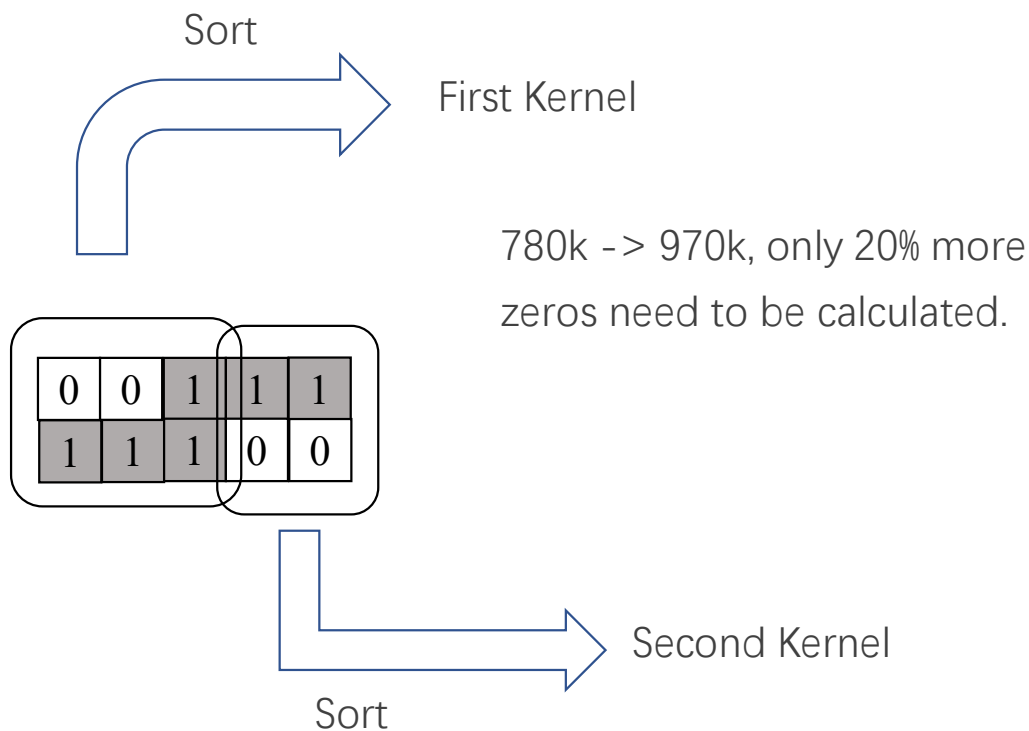 Sort
First Kernel
780k -> 970k, only 20% more
zeros need to be calculated.
0 0 1 1 1
1 1 1 0 0
Second Kernel
Sort